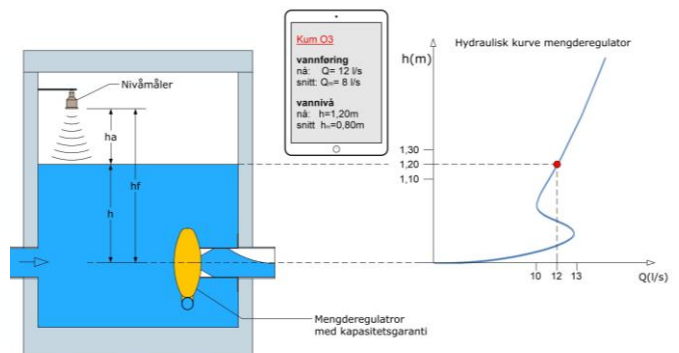 Nivåmåler
ha
hf
h
Mengderegulatror
med kapasitetsgaranti
Kum O3
vannføring
nå: Q= 12 l/s
snitt: Qₘ= 8 l/s
vannivå
nå: h=1,20m
snitt hₘ=0,80m
Hydraulisk kurve mengderegulator
h(m)
1,30
1,20
1,10
10 12 13
Q(l/s)